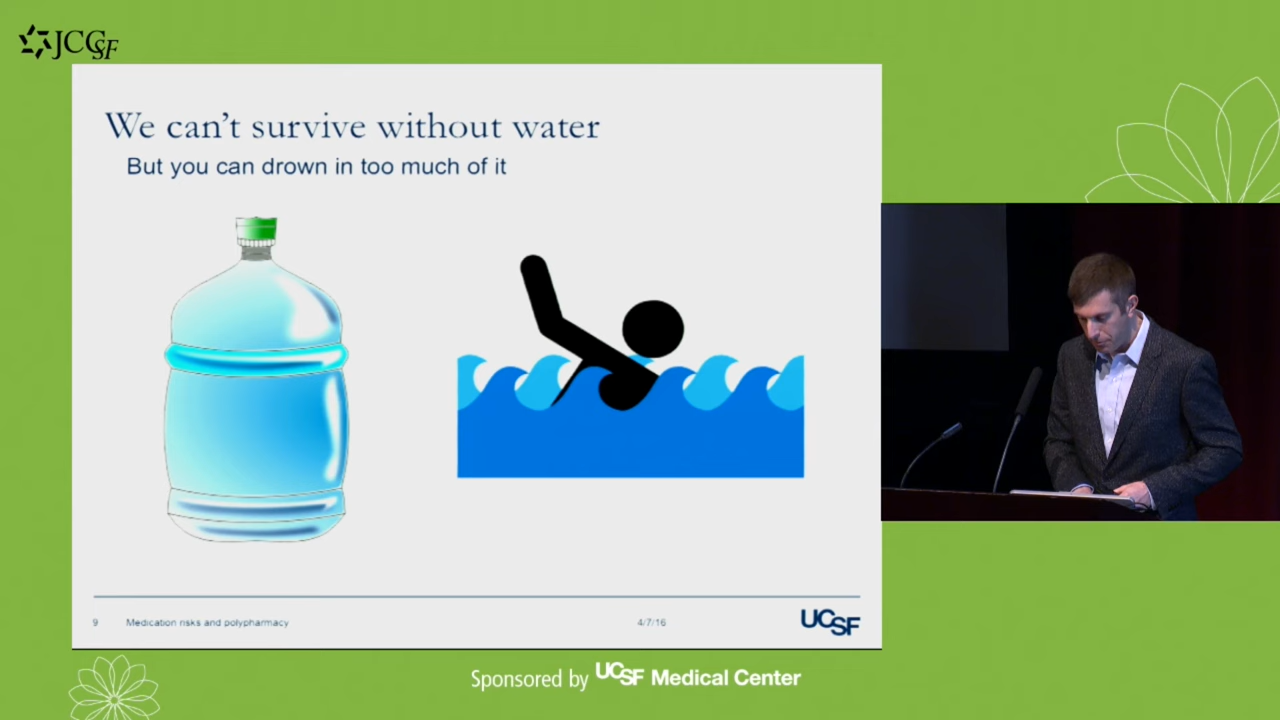 JCCSF
We can't survive without water
But you can drown in too much of it
9 Medication risks and polypharmacy 4/7/16 UCSF
Sponsored by UCSF Medical Center